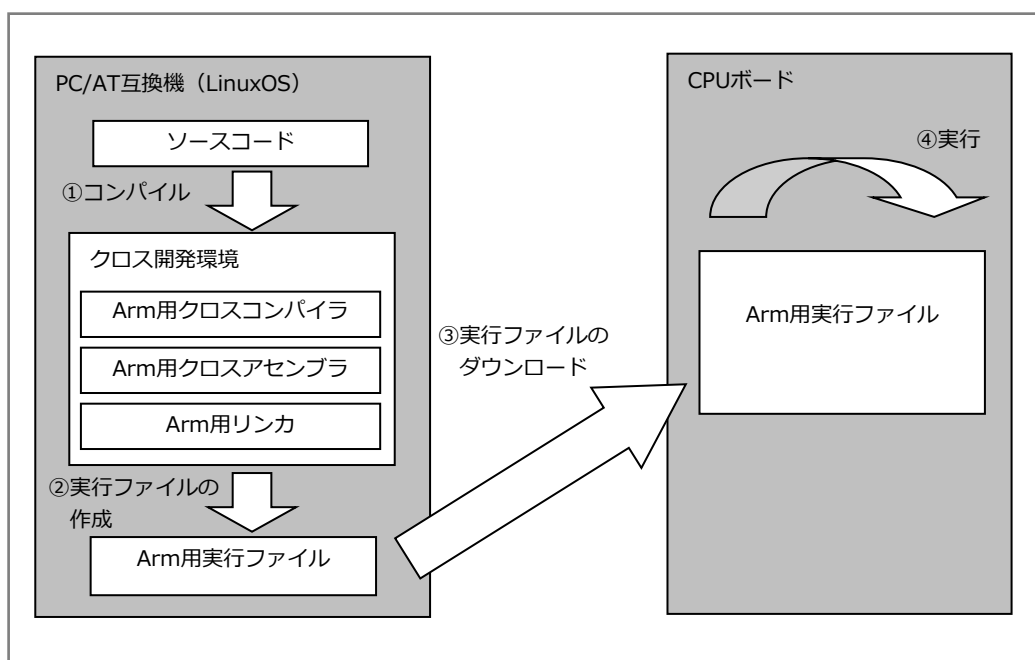 PC/AT互換機（LinuxOS）
ソースコード
①コンパイル
クロス開発環境
Arm用クロスコンパイラ
Arm用クロスアセンブラ
Arm用リンカ
②実行ファイルの
作成
Arm用実行ファイル
③実行ファイルの
ダウンロード
CPUボード
④実行
Arm用実行ファイル